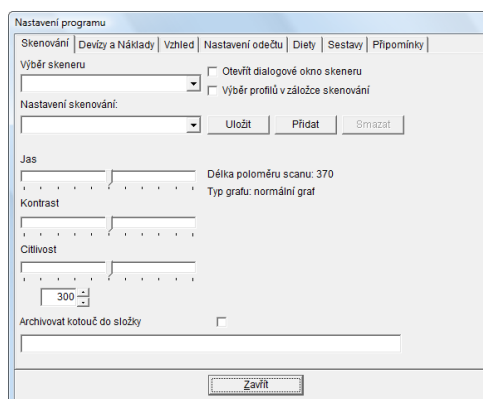 Nastavení programu
Skenování Devízy a Náklady Vzhled Nastavení odečtu Diety Sestavy Připomínky
Výběr skeneru
Otevřít dialogové okno skeneru
Výběr profilů v záložce skenování
Nastavení skenování:
Uložit Přidat Smazat
Jas
Délka poloměru scanu: 370
Typ grafu: normální graf
Kontrast
Citlivost
300
Archivovat kotouč do složky
Zavřít